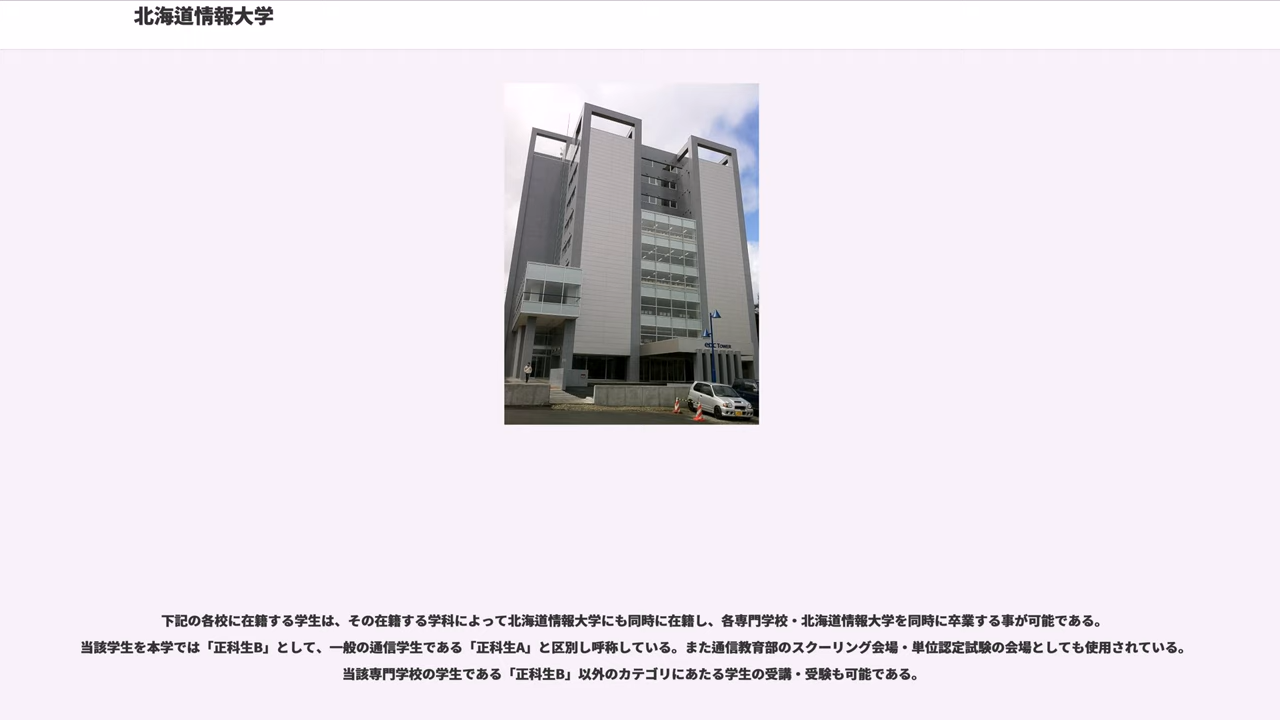 北海道情報大学
eDCTOWER
下記の各校に在籍する学生は、その在籍する学科によって北海道情報大学にも同時に在籍し、各専門学校・北海道情報大学を同時に卒業する事が可能である。
当該学生を本学では「正科生B」として、一般の通信学生である「正科生A」と区別し呼称している。また通信教育部のスクーリング会場・単位認定試験の会場としても使用されている。
当該専門学校の学生である「正科生B」以外のカテゴリにあたる学生の受講・受験も可能である。